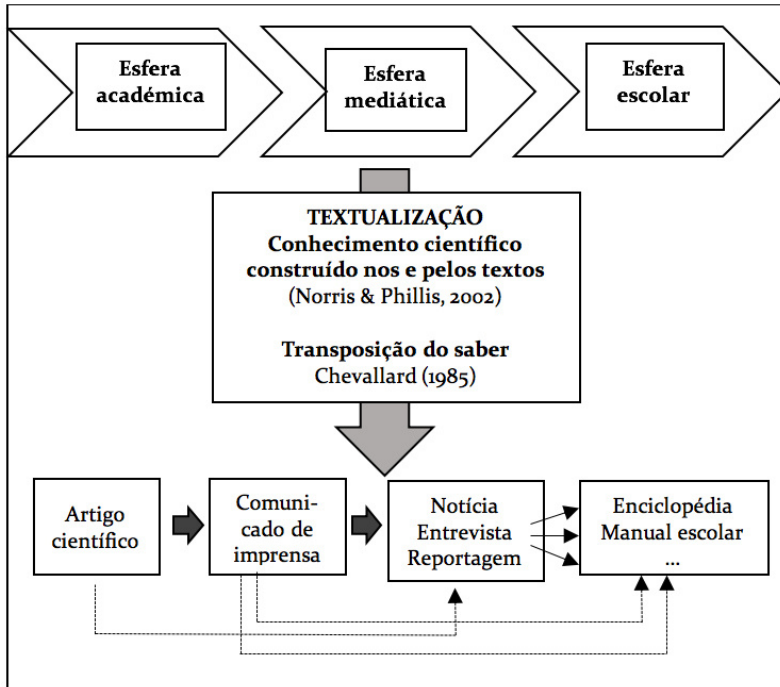 Esfera
académica
Esfera
mediática
Esfera
escolar
TEXTUALIZAÇÃO
Conhecimento científico
construído nos e pelos textos
(Norris & Phillis, 2002)
Transposição do saber
Chevallard (1985)
Artigo
científico
Comuni-
cado de
imprensa
Notícia
Entrevista
Reportagem
Enciclopédia
Manual escolar
...